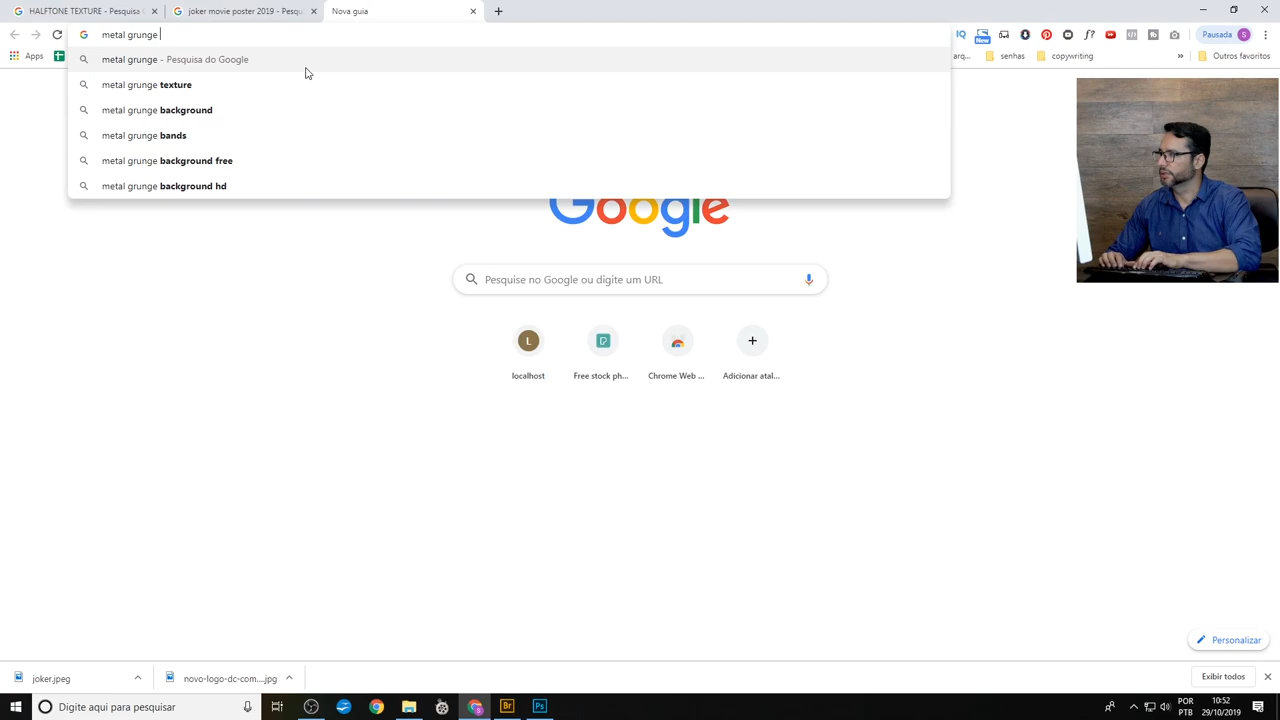 HALFTONE TEXTURE - Pesquisa
joker movie poster 2019 - Pesqu
Nova guia
metal grunge
Pausada
S
Apps
arq...
senhas
copywriting
»
Outros favoritos
metal grunge - Pesquisa do Google
metal grunge texture
metal grunge background
metal grunge bands
metal grunge background free
metal grunge background hd
Google
Pesquise no Google ou digite um URL
L
localhost
Free stock ph...
Chrome Web ...
Adicionar atal...
Personalizar
joker.jpeg
novo-logo-dc-com....jpg
Exibir todos
Digite aqui para pesquisar
Br
Ps
POR
PTB
10:52
29/10/2019